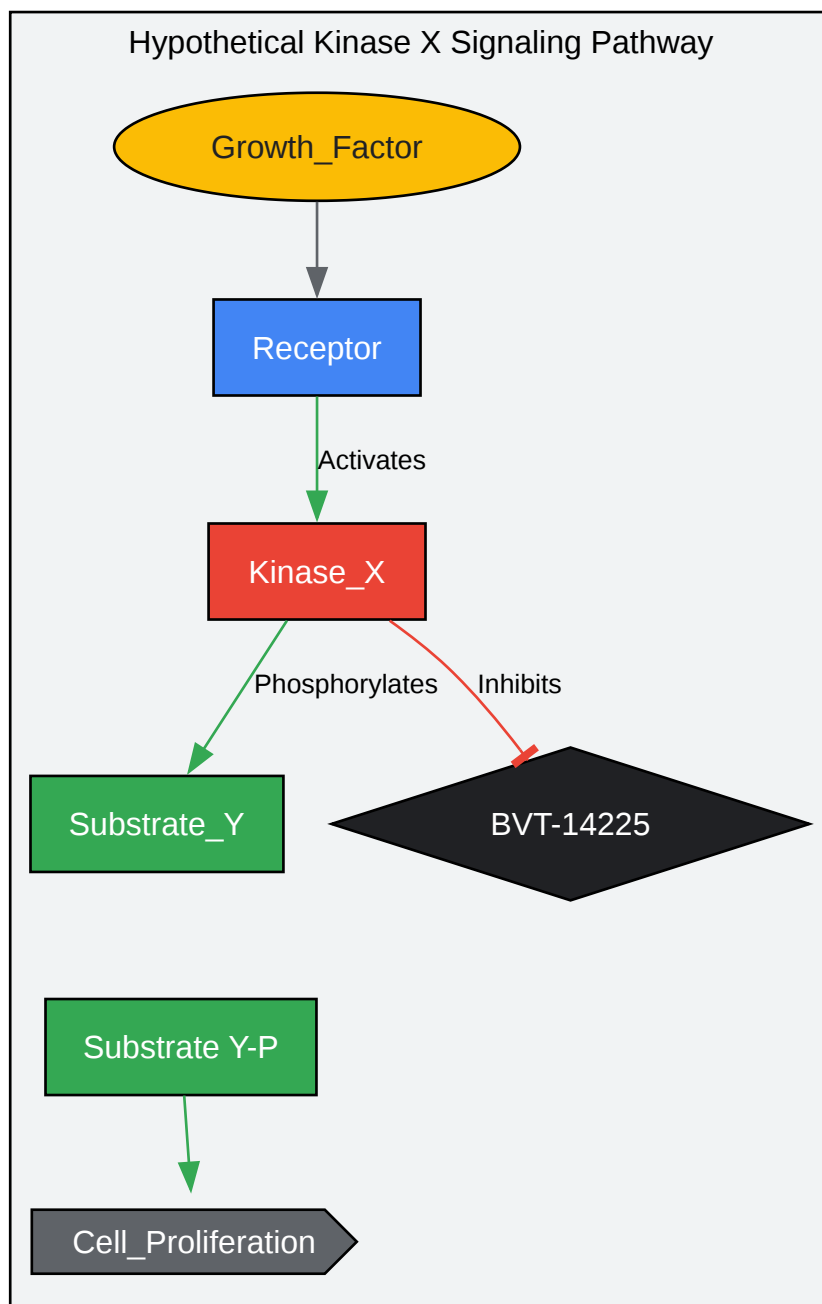 Hypothetical Kinase X Signaling Pathway
Growth_Factor
Receptor
Activates
Kinase_X
Phosphorylates
Inhibits
Substrate_Y
BVT-14225
Substrate Y-P
Cell_Proliferation